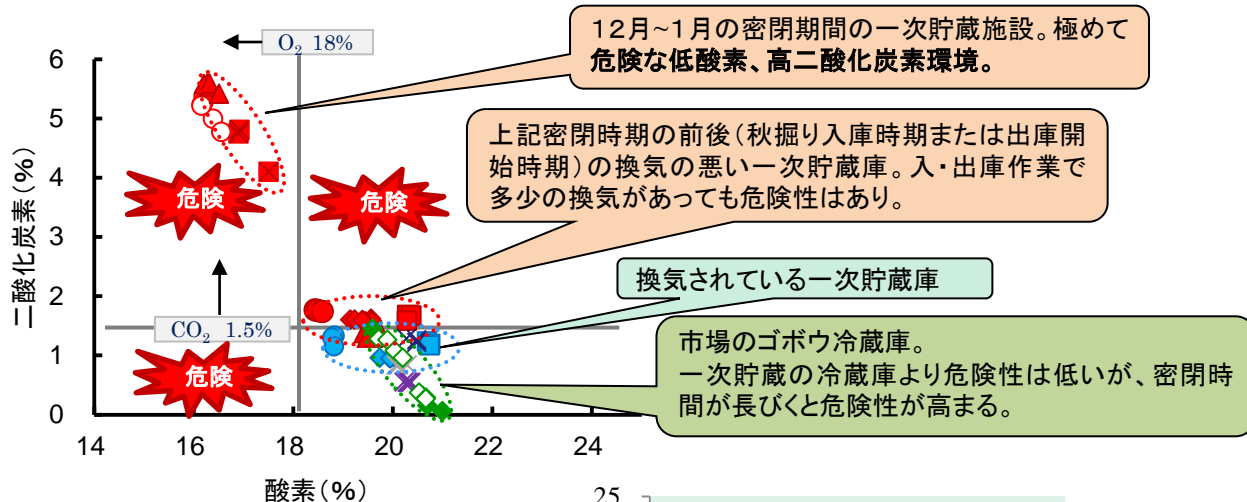 12月~1月の密閉期間の一次貯蔵施設。極めて
危険な低酸素、高二酸化炭素環境。
O₂ 18%
上記密閉時期の前後(秋掘り入庫時期または出庫開
始時期)の換気の悪い一次貯蔵庫。入・出庫作業で
多少の換気があっても危険性はあり。
危険
危険
換気されている一次貯蔵庫
CO₂ 1.5%
市場のゴボウ冷蔵庫。
一次貯蔵の冷蔵庫より危険性は低いが、密閉時
間が長びくと危険性が高まる。
危険
二酸化炭素(%)
6
5
4
3
2
1
0
14 16 18 20 22 24
酸素(%)
25